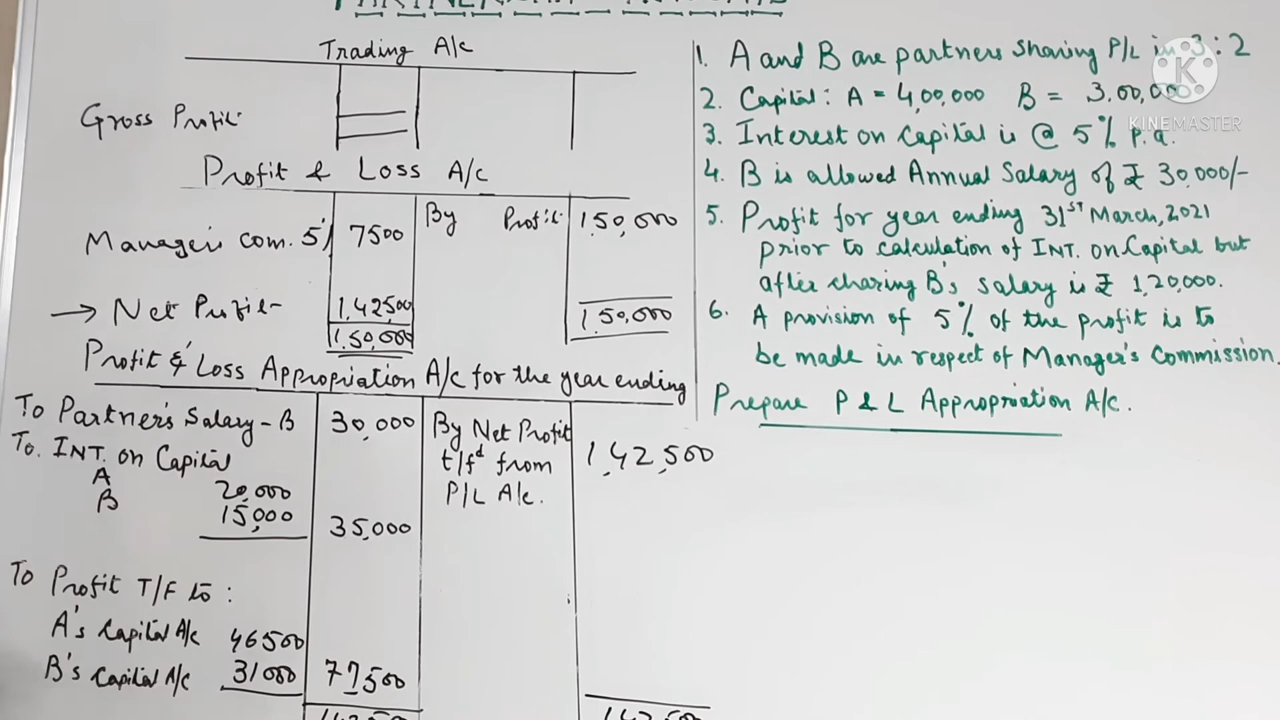 Trading A/c
Gross Profit
Profit & Loss A/c
Manager's com. 5% 7500 By Profit 1,50,000
→ Net Profit 1,42,500 1,50,000
1,50,000
Profit & Loss Appropriation A/c for the year ending
To Partner's Salary - B 30,000 By Net Profit 1,42,500
To. INT. on Capital t/fd from
A 20,000 P/L A/c.
B 15,000 35,000
To Profit T/F to :
A's Capital A/c 46500
B's Capital A/c 31000 77500
1. A and B are partners sharing P/L in 3:2
2. Capital: A = 4,00,000 B = 3,00,000
3. Interest on Capital is @ 5% p.a.
4. B is allowed Annual Salary of ₹ 30,000/-
5. Profit for year ending 31ST March, 2021
prior to calculation of INT. on Capital but
after charing B's salary is ₹ 1,20,000.
6. A provision of 5% of the profit is to
be made in respect of Manager's Commission.
Prepare P & L Appropriation A/c.
K
KINEMASTER